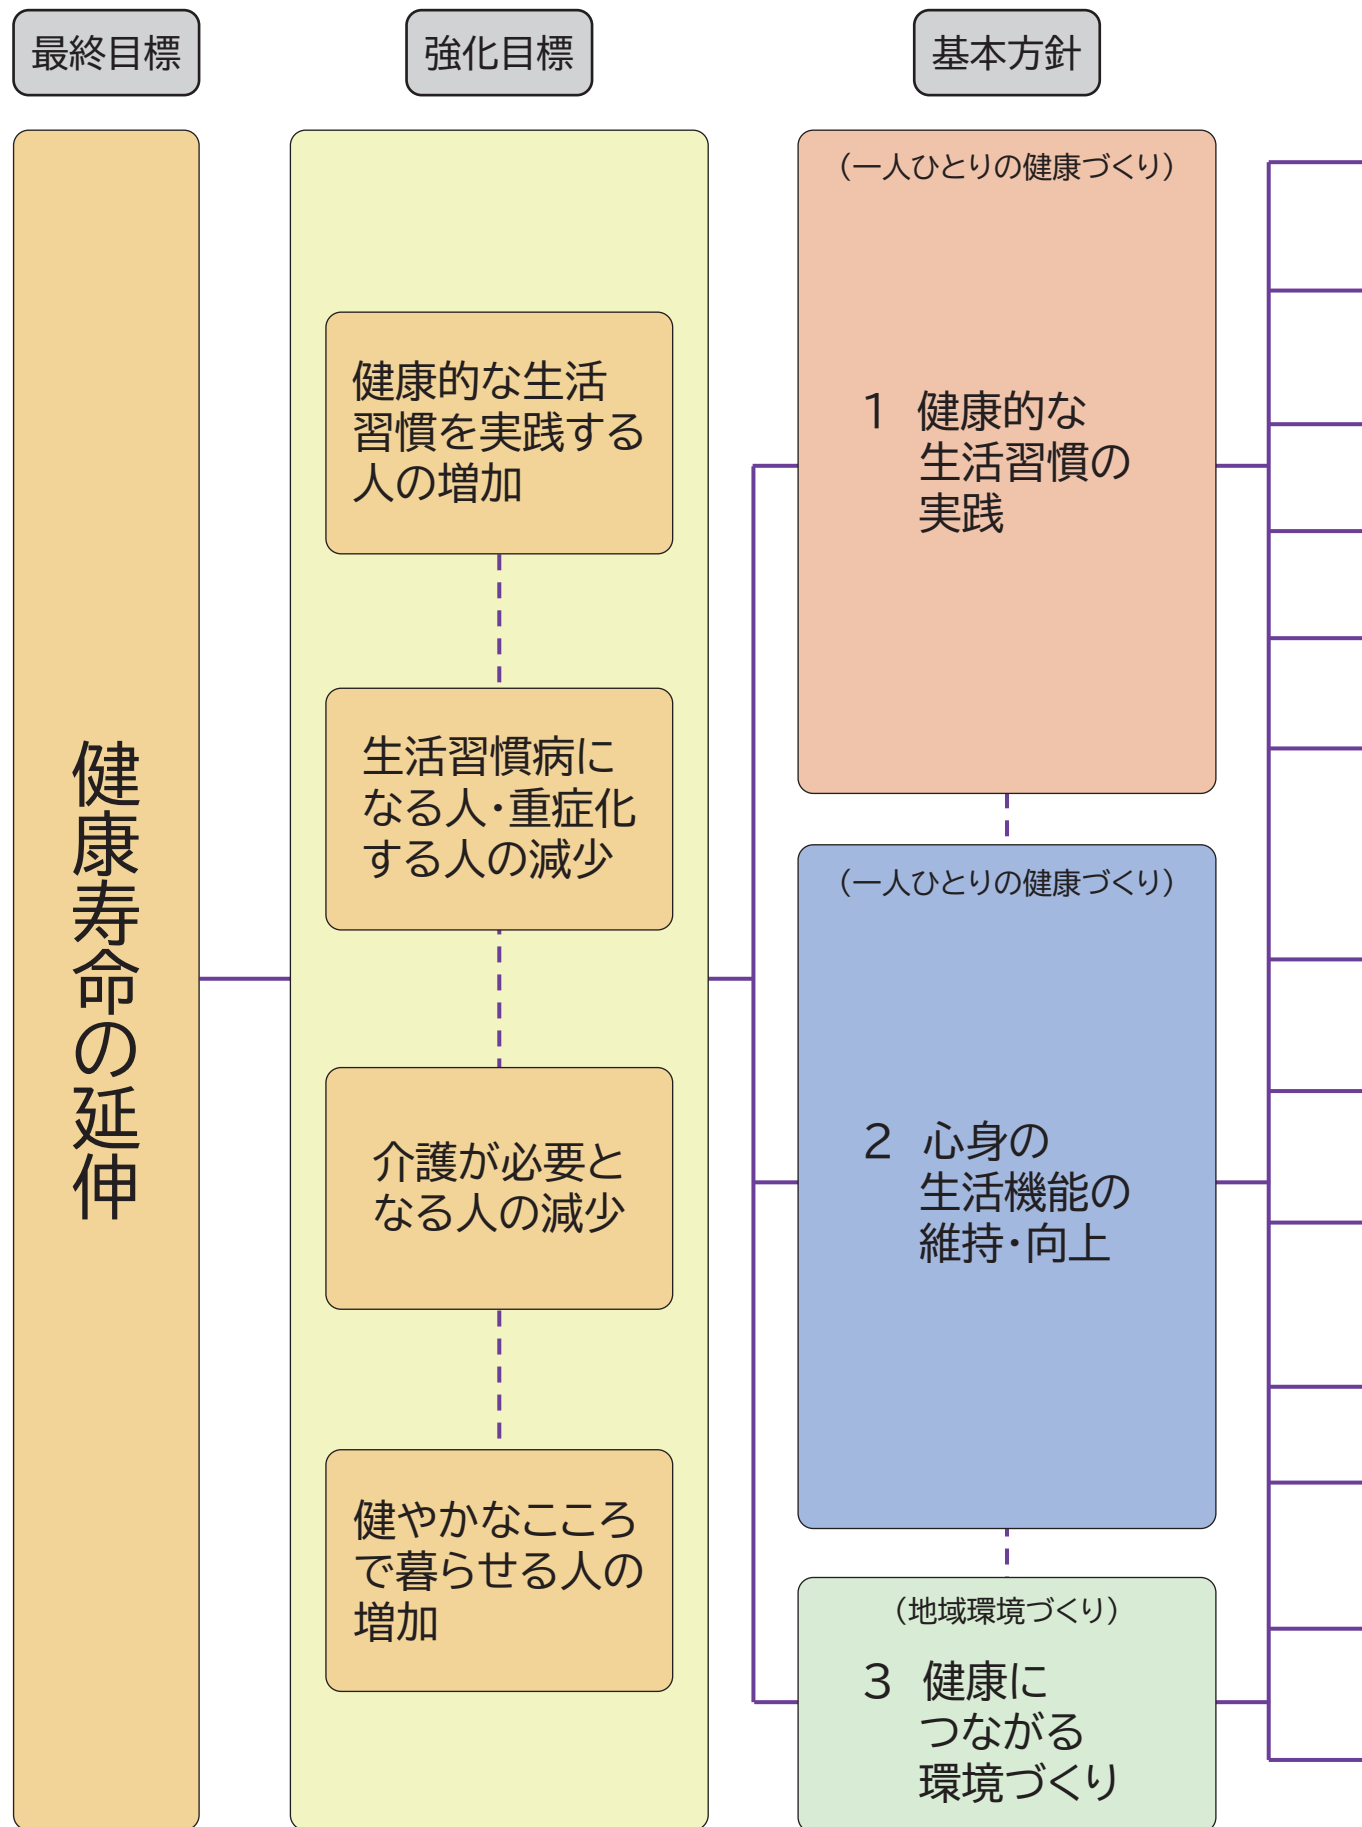 最終目標
強化目標
基本方針
健康寿命の延伸
健康的な生活
習慣を実践する
人の増加
生活習慣病に
なる人・重症化
する人の減少
介護が必要と
なる人の減少
健やかなこころ
で暮らせる人の
増加
（一人ひとりの健康づくり）
1 健康的な
生活習慣の
実践
（一人ひとりの健康づくり）
2 心身の
生活機能の
維持・向上
（地域環境づくり）
3 健康に
つながる
環境づくり